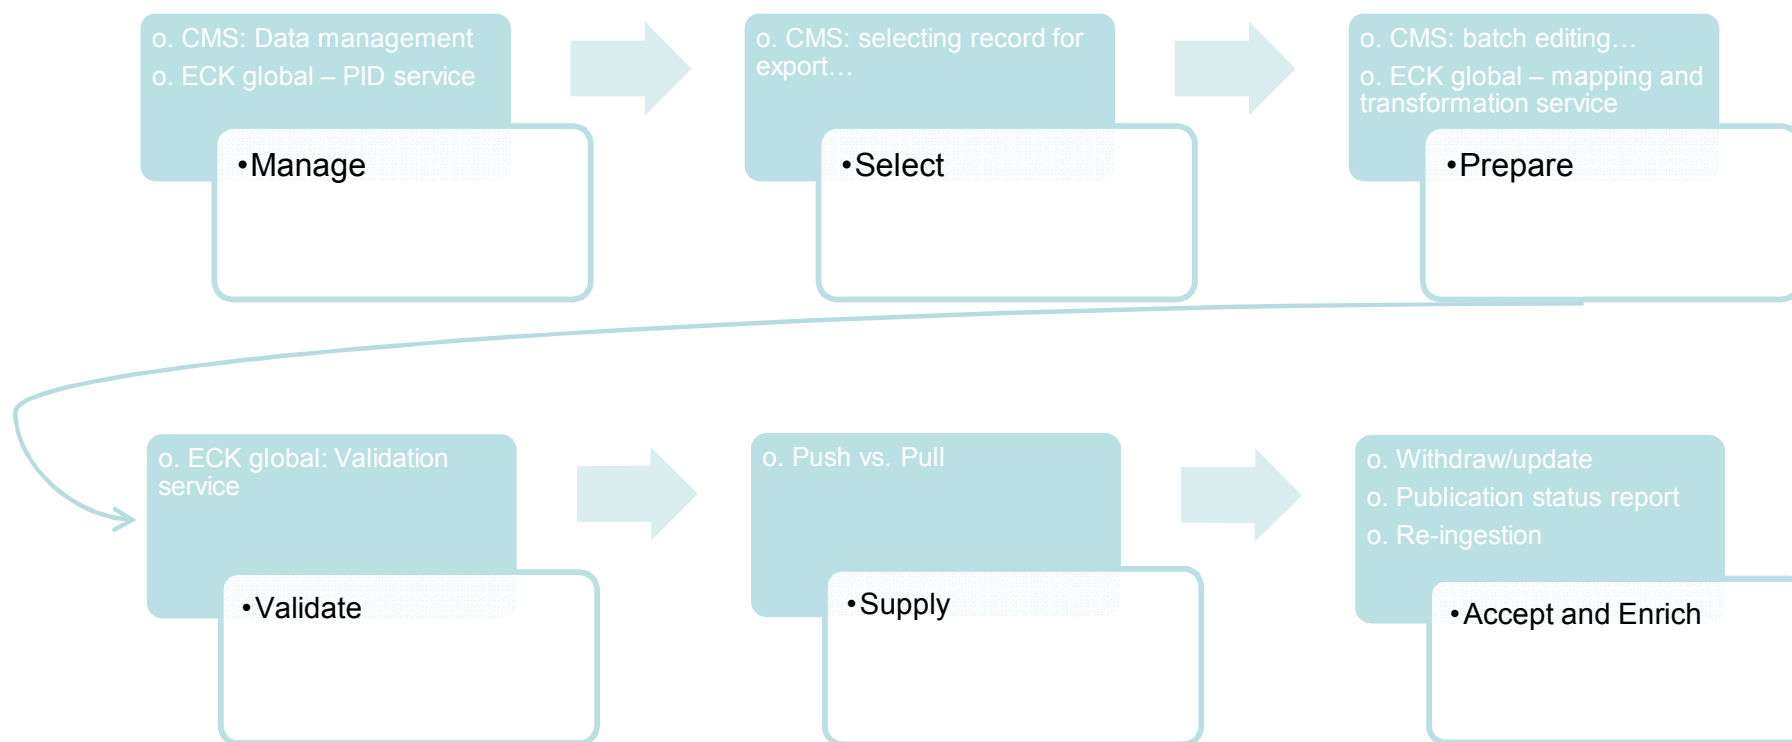 o. CMS: Data management
o. ECK global – PID service
•Manage
o. CMS: selecting record for
export…
•Select
o. CMS: batch editing…
o. ECK global – mapping and
transformation service
•Prepare
o. ECK global: Validation
service
•Validate
o. Push vs. Pull
•Supply
o. Withdraw/update
o. Publication status report
o. Re-ingestion
•Accept and Enrich